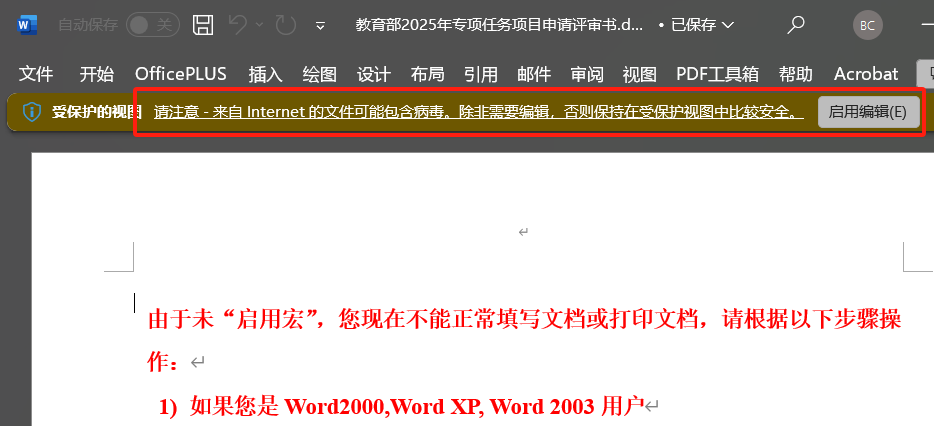 自动保存 关 教育部2025年专项任务项目申请评审书.d... • 已保存 BC
文件 开始 OfficePLUS 插入 绘图 设计 布局 引用 邮件 审阅 视图 PDF工具箱 帮助 Acrobat
受保护的视图 请注意 - 来自 Internet 的文件可能包含病毒。除非需要编辑，否则保持在受保护视图中比较安全。 启用编辑(E)
由于未“启用宏”，您现在不能正常填写文档或打印文档，请根据以下步骤操
作：
1) 如果您是 Word2000,Word XP, Word 2003 用户